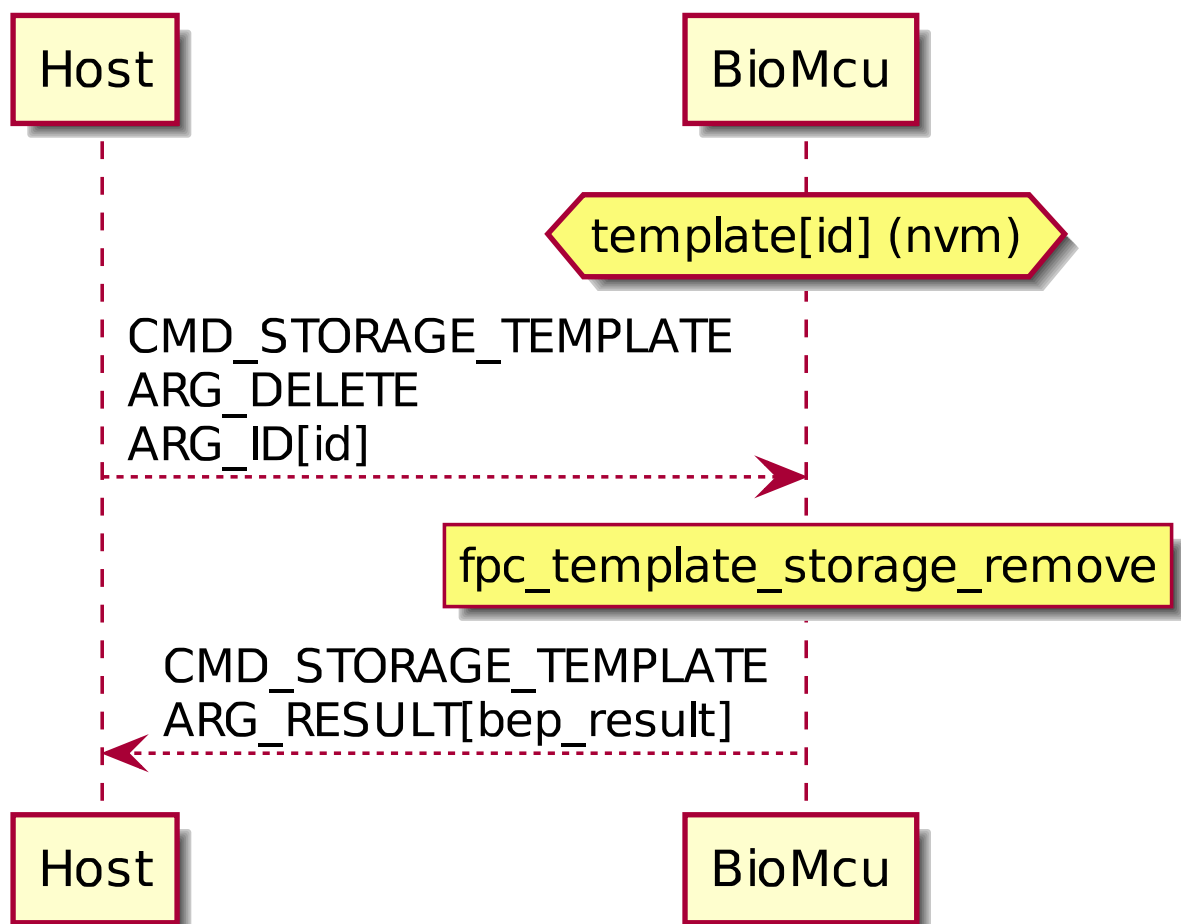 Host
BioMcu
template[id] (nvm)
CMD_STORAGE_TEMPLATE
ARG_DELETE
ARG_ID[id]
fpc_template_storage_remove
CMD_STORAGE_TEMPLATE
ARG_RESULT[bep_result]
Host
BioMcu